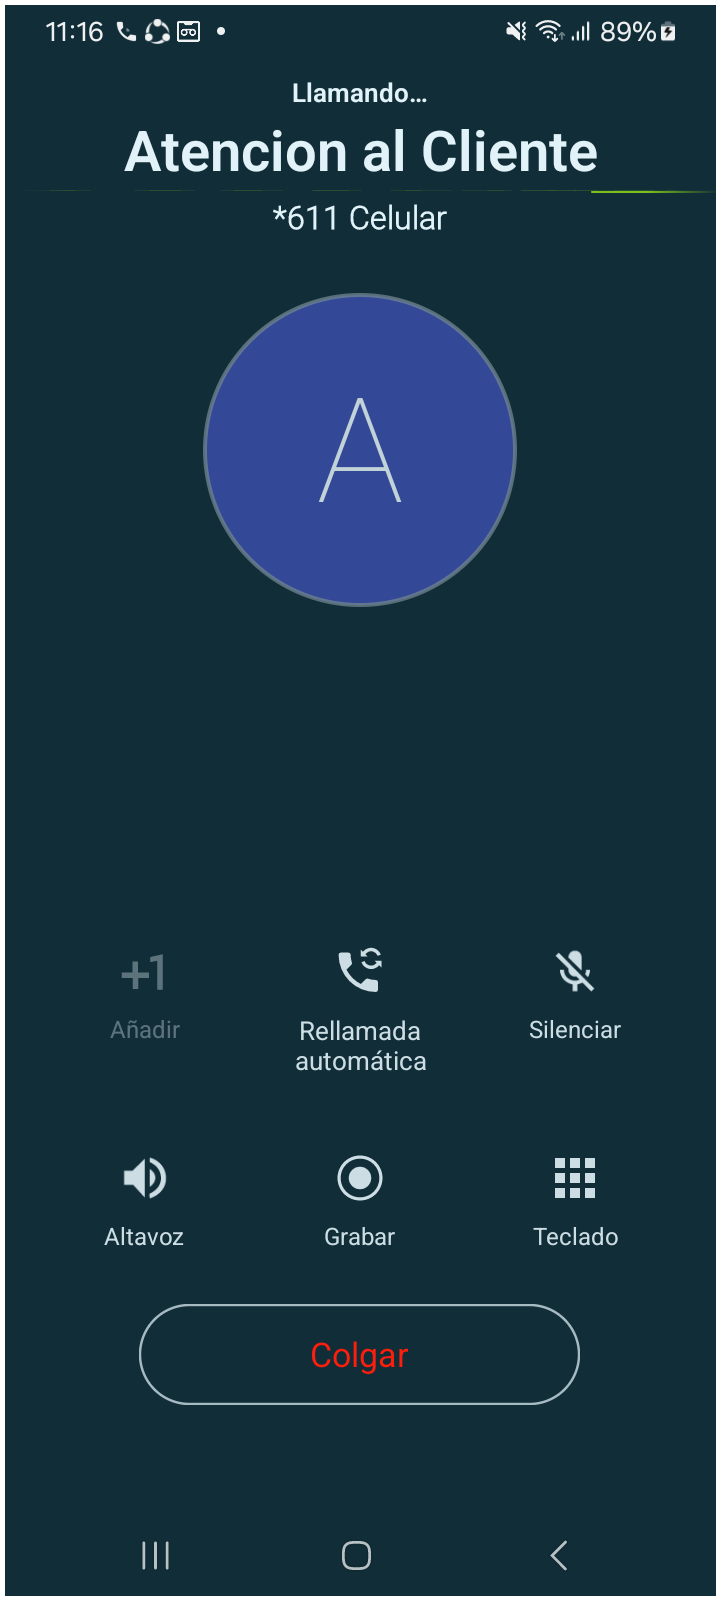 11:16 89%
Llamando...
Atencion al Cliente
*611 Celular
A
+1
Añadir
Rellamada
automática
Silenciar
Altavoz
Grabar
Teclado
Colgar